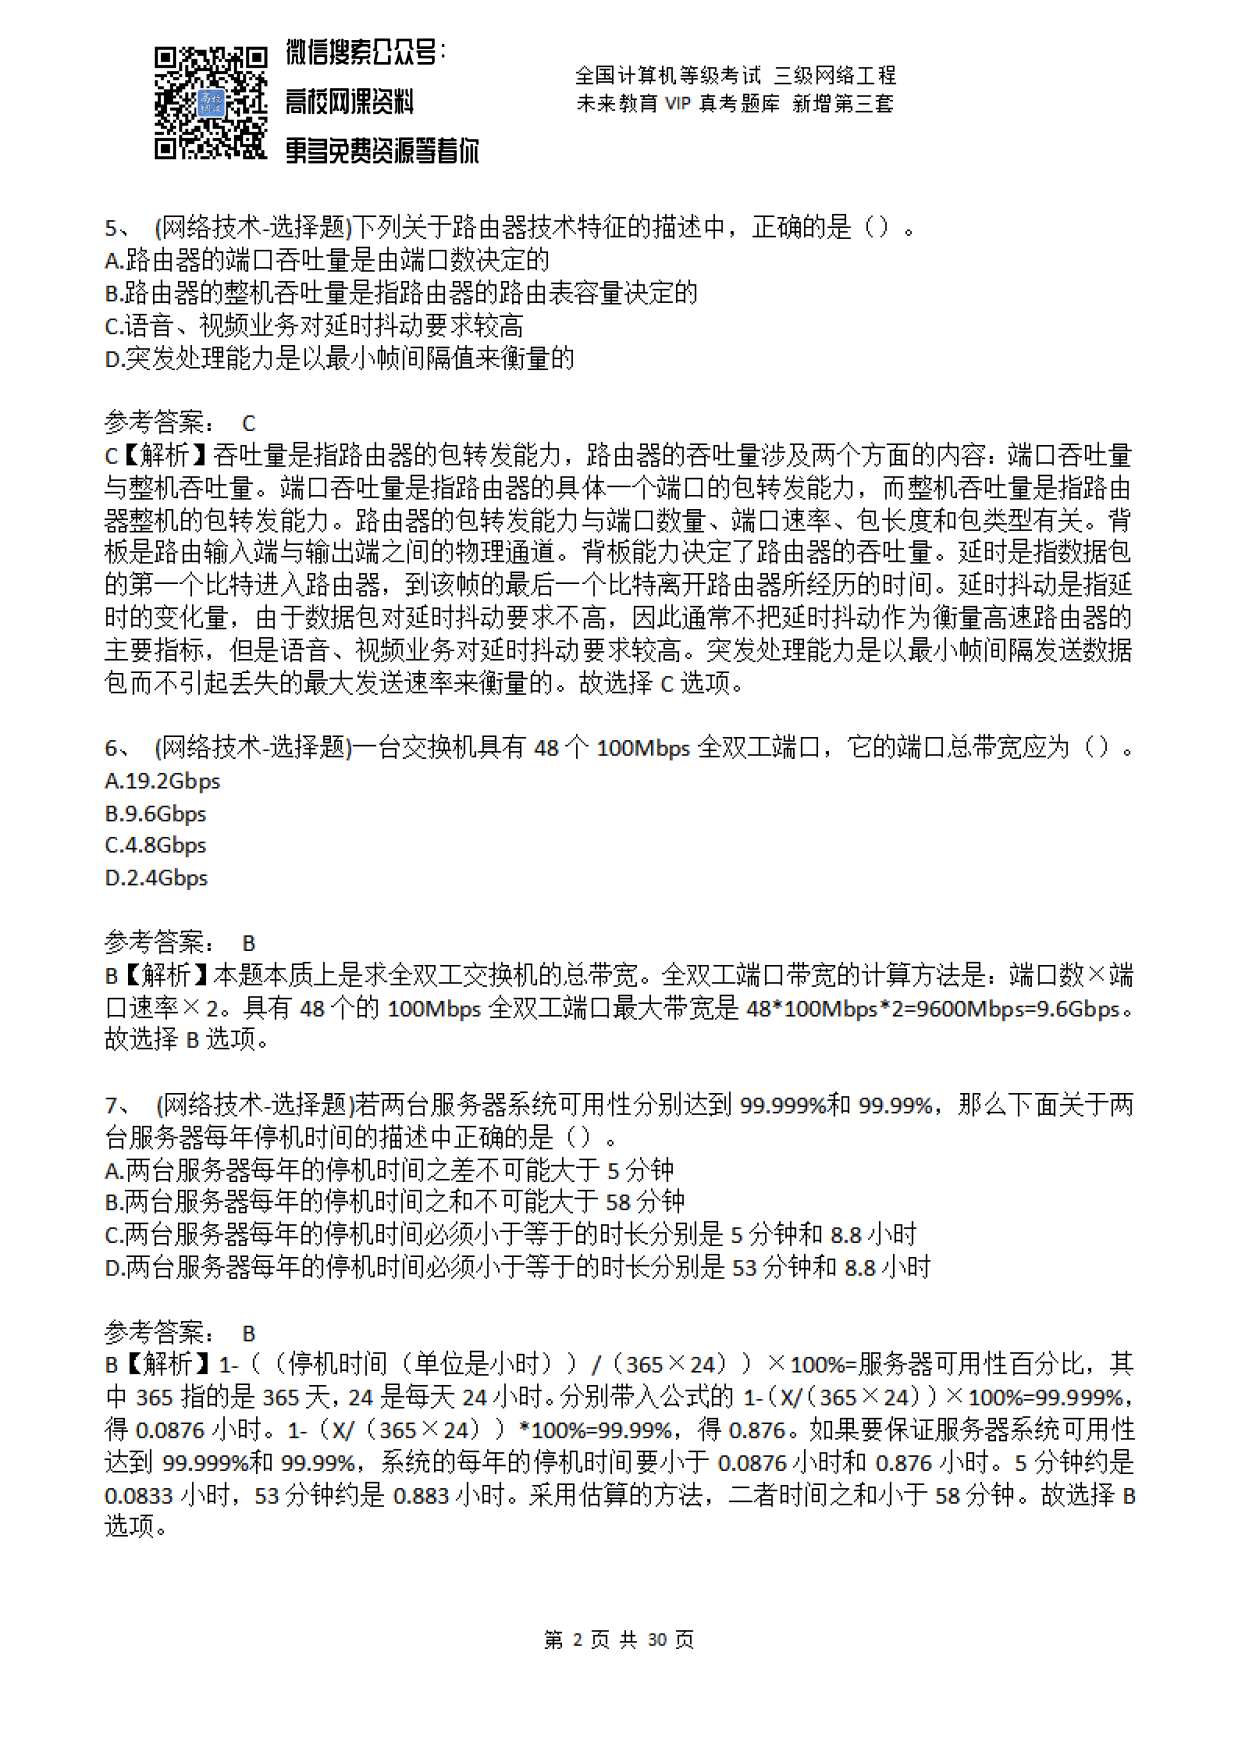 微信搜索公众号：
高校网课资料
更多免费资源等着你
全国计算机等级考试 三级网络工程
未来教育 VIP 真考题库 新增第三套
5、 (网络技术-选择题)下列关于路由器技术特征的描述中，正确的是（）。
A.路由器的端口吞吐量是由端口数决定的
B.路由器的整机吞吐量是指路由器的路由表容量决定的
C.语音、视频业务对延时抖动要求较高
D.突发处理能力是以最小帧间隔值来衡量的
参考答案： C
C【解析】吞吐量是指路由器的包转发能力，路由器的吞吐量涉及两个方面的内容：端口吞吐量
与整机吞吐量。端口吞吐量是指路由器的具体一个端口的包转发能力，而整机吞吐量是指路由
器整机的包转发能力。路由器的包转发能力与端口数量、端口速率、包长度和包类型有关。背
板是路由输入端与输出端之间的物理通道。背板能力决定了路由器的吞吐量。延时是指数据包
的第一个比特进入路由器，到该帧的最后一个比特离开路由器所经历的时间。延时抖动是指延
时的变化量，由于数据包对延时抖动要求不高，因此通常不把延时抖动作为衡量高速路由器的
主要指标，但是语音、视频业务对延时抖动要求较高。突发处理能力是以最小帧间隔发送数据
包而不引起丢失的最大发送速率来衡量的。故选择 C 选项。
6、 (网络技术-选择题)一台交换机具有 48 个 100Mbps 全双工端口，它的端口总带宽应为（）。
A.19.2Gbps
B.9.6Gbps
C.4.8Gbps
D.2.4Gbps
参考答案： B
B【解析】本题本质上是求全双工交换机的总带宽。全双工端口带宽的计算方法是：端口数×端
口速率×2。具有 48 个的 100Mbps 全双工端口最大带宽是 48*100Mbps*2=9600Mbps=9.6Gbps。
故选择 B 选项。
7、 (网络技术-选择题)若两台服务器系统可用性分别达到 99.999%和 99.99%，那么下面关于两
台服务器每年停机时间的描述中正确的是（）。
A.两台服务器每年的停机时间之差不可能大于 5 分钟
B.两台服务器每年的停机时间之和不可能大于 58 分钟
C.两台服务器每年的停机时间必须小于等于的时长分别是 5 分钟和 8.8 小时
D.两台服务器每年的停机时间必须小于等于的时长分别是 53 分钟和 8.8 小时
参考答案： B
B【解析】1-（（停机时间（单位是小时））/（365×24））×100%=服务器可用性百分比，其
中 365 指的是 365 天，24 是每天 24 小时。分别带入公式的 1-（X/（365×24））×100%=99.999%，
得 0.0876 小时。1-（X/（365×24））*100%=99.99%，得 0.876。如果要保证服务器系统可用性
达到 99.999%和 99.99%，系统的每年的停机时间要小于 0.0876 小时和 0.876 小时。5 分钟约是
0.0833 小时，53 分钟约是 0.883 小时。采用估算的方法，二者时间之和小于 58 分钟。故选择 B
选项。
第 2 页 共 30 页